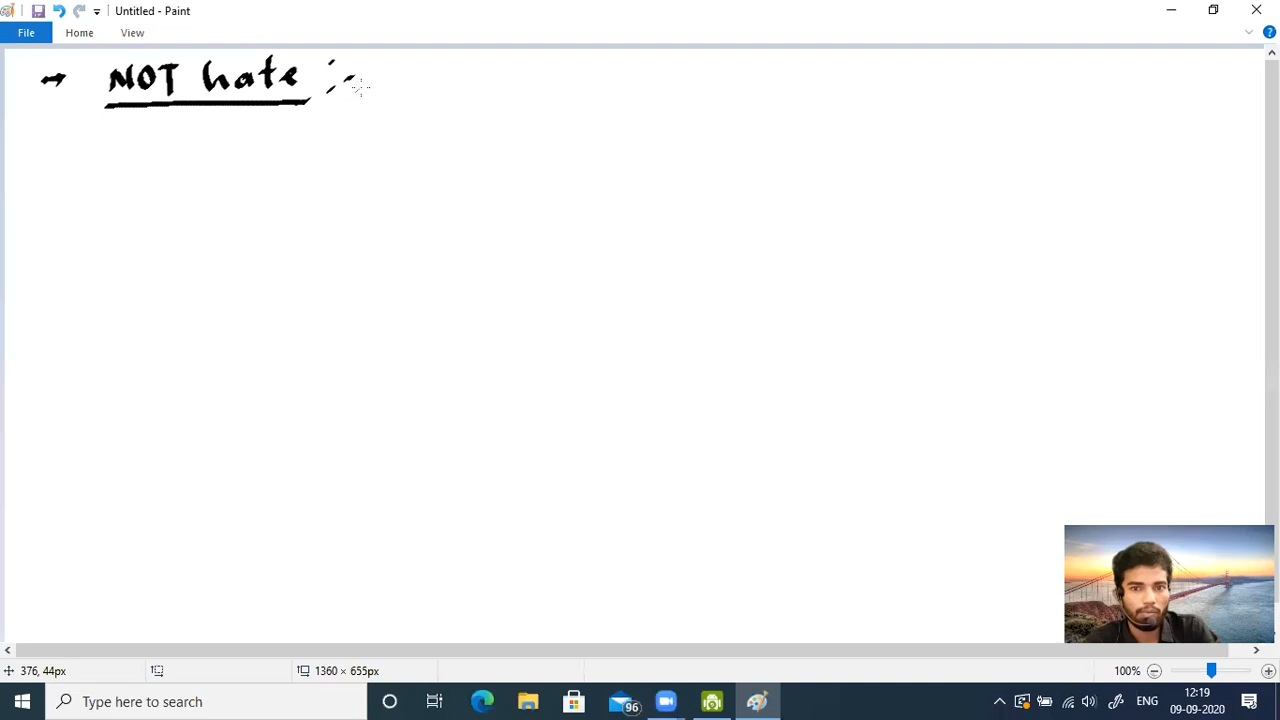 Untitled - Paint
File Home View
→ NOT hate :-
376, 44px
1360 × 655px
100%
Type here to search
96
ENG
12:19
09-09-2020